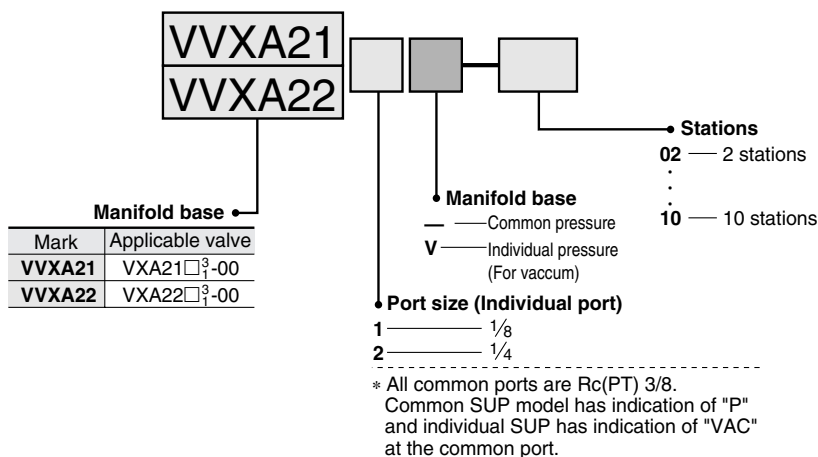 VVXA21
VVXA22
Stations
02 — 2 stations
10 — 10 stations
Manifold base
— — Common pressure
V — Individual pressure
(For vaccum)
Manifold base
Mark Applicable valve
VVXA21 VXA21□³₁-00
VVXA22 VXA22□³₁-00
Port size (Individual port)
1 — 1/8
2 — 1/4
* All common ports are Rc(PT) 3/8.
Common SUP model has indication of "P"
and individual SUP has indication of "VAC"
at the common port.